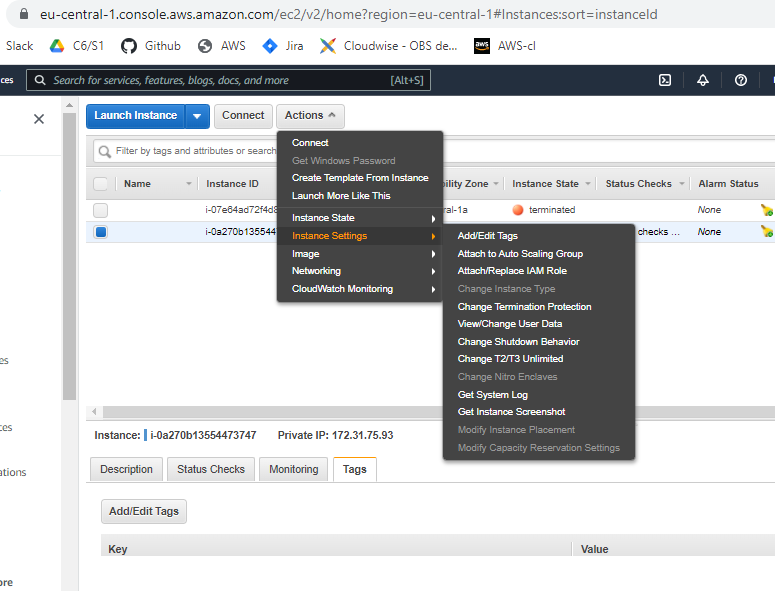 eu-central-1.console.aws.amazon.com/ec2/v2/home?region=eu-central-1#Instances:sort=instanceId
Slack C6/S1 Github AWS Jira Cloudwise - OBS de... AWS-cl
ces Search for services, features, blogs, docs, and more [Alt+S]
Launch Instance Connect Actions
Filter by tags and attributes or search
Name Instance ID bility Zone Instance State Status Checks Alarm Status
i-07e64ad72f4d8 ral-1a terminated None
i-0a270b1355447 checks ... None
Connect
Get Windows Password
Create Template From Instance
Launch More Like This
Instance State
Instance Settings
Image
Networking
CloudWatch Monitoring
Add/Edit Tags
Attach to Auto Scaling Group
Attach/Replace IAM Role
Change Instance Type
Change Termination Protection
View/Change User Data
Change Shutdown Behavior
Change T2/T3 Unlimited
Change Nitro Enclaves
Get System Log
Get Instance Screenshot
Modify Instance Placement
Modify Capacity Reservation Settings
es
ces
ations
ore
Instance: i-0a270b13554473747 Private IP: 172.31.75.93
Description Status Checks Monitoring Tags
Add/Edit Tags
Key Value